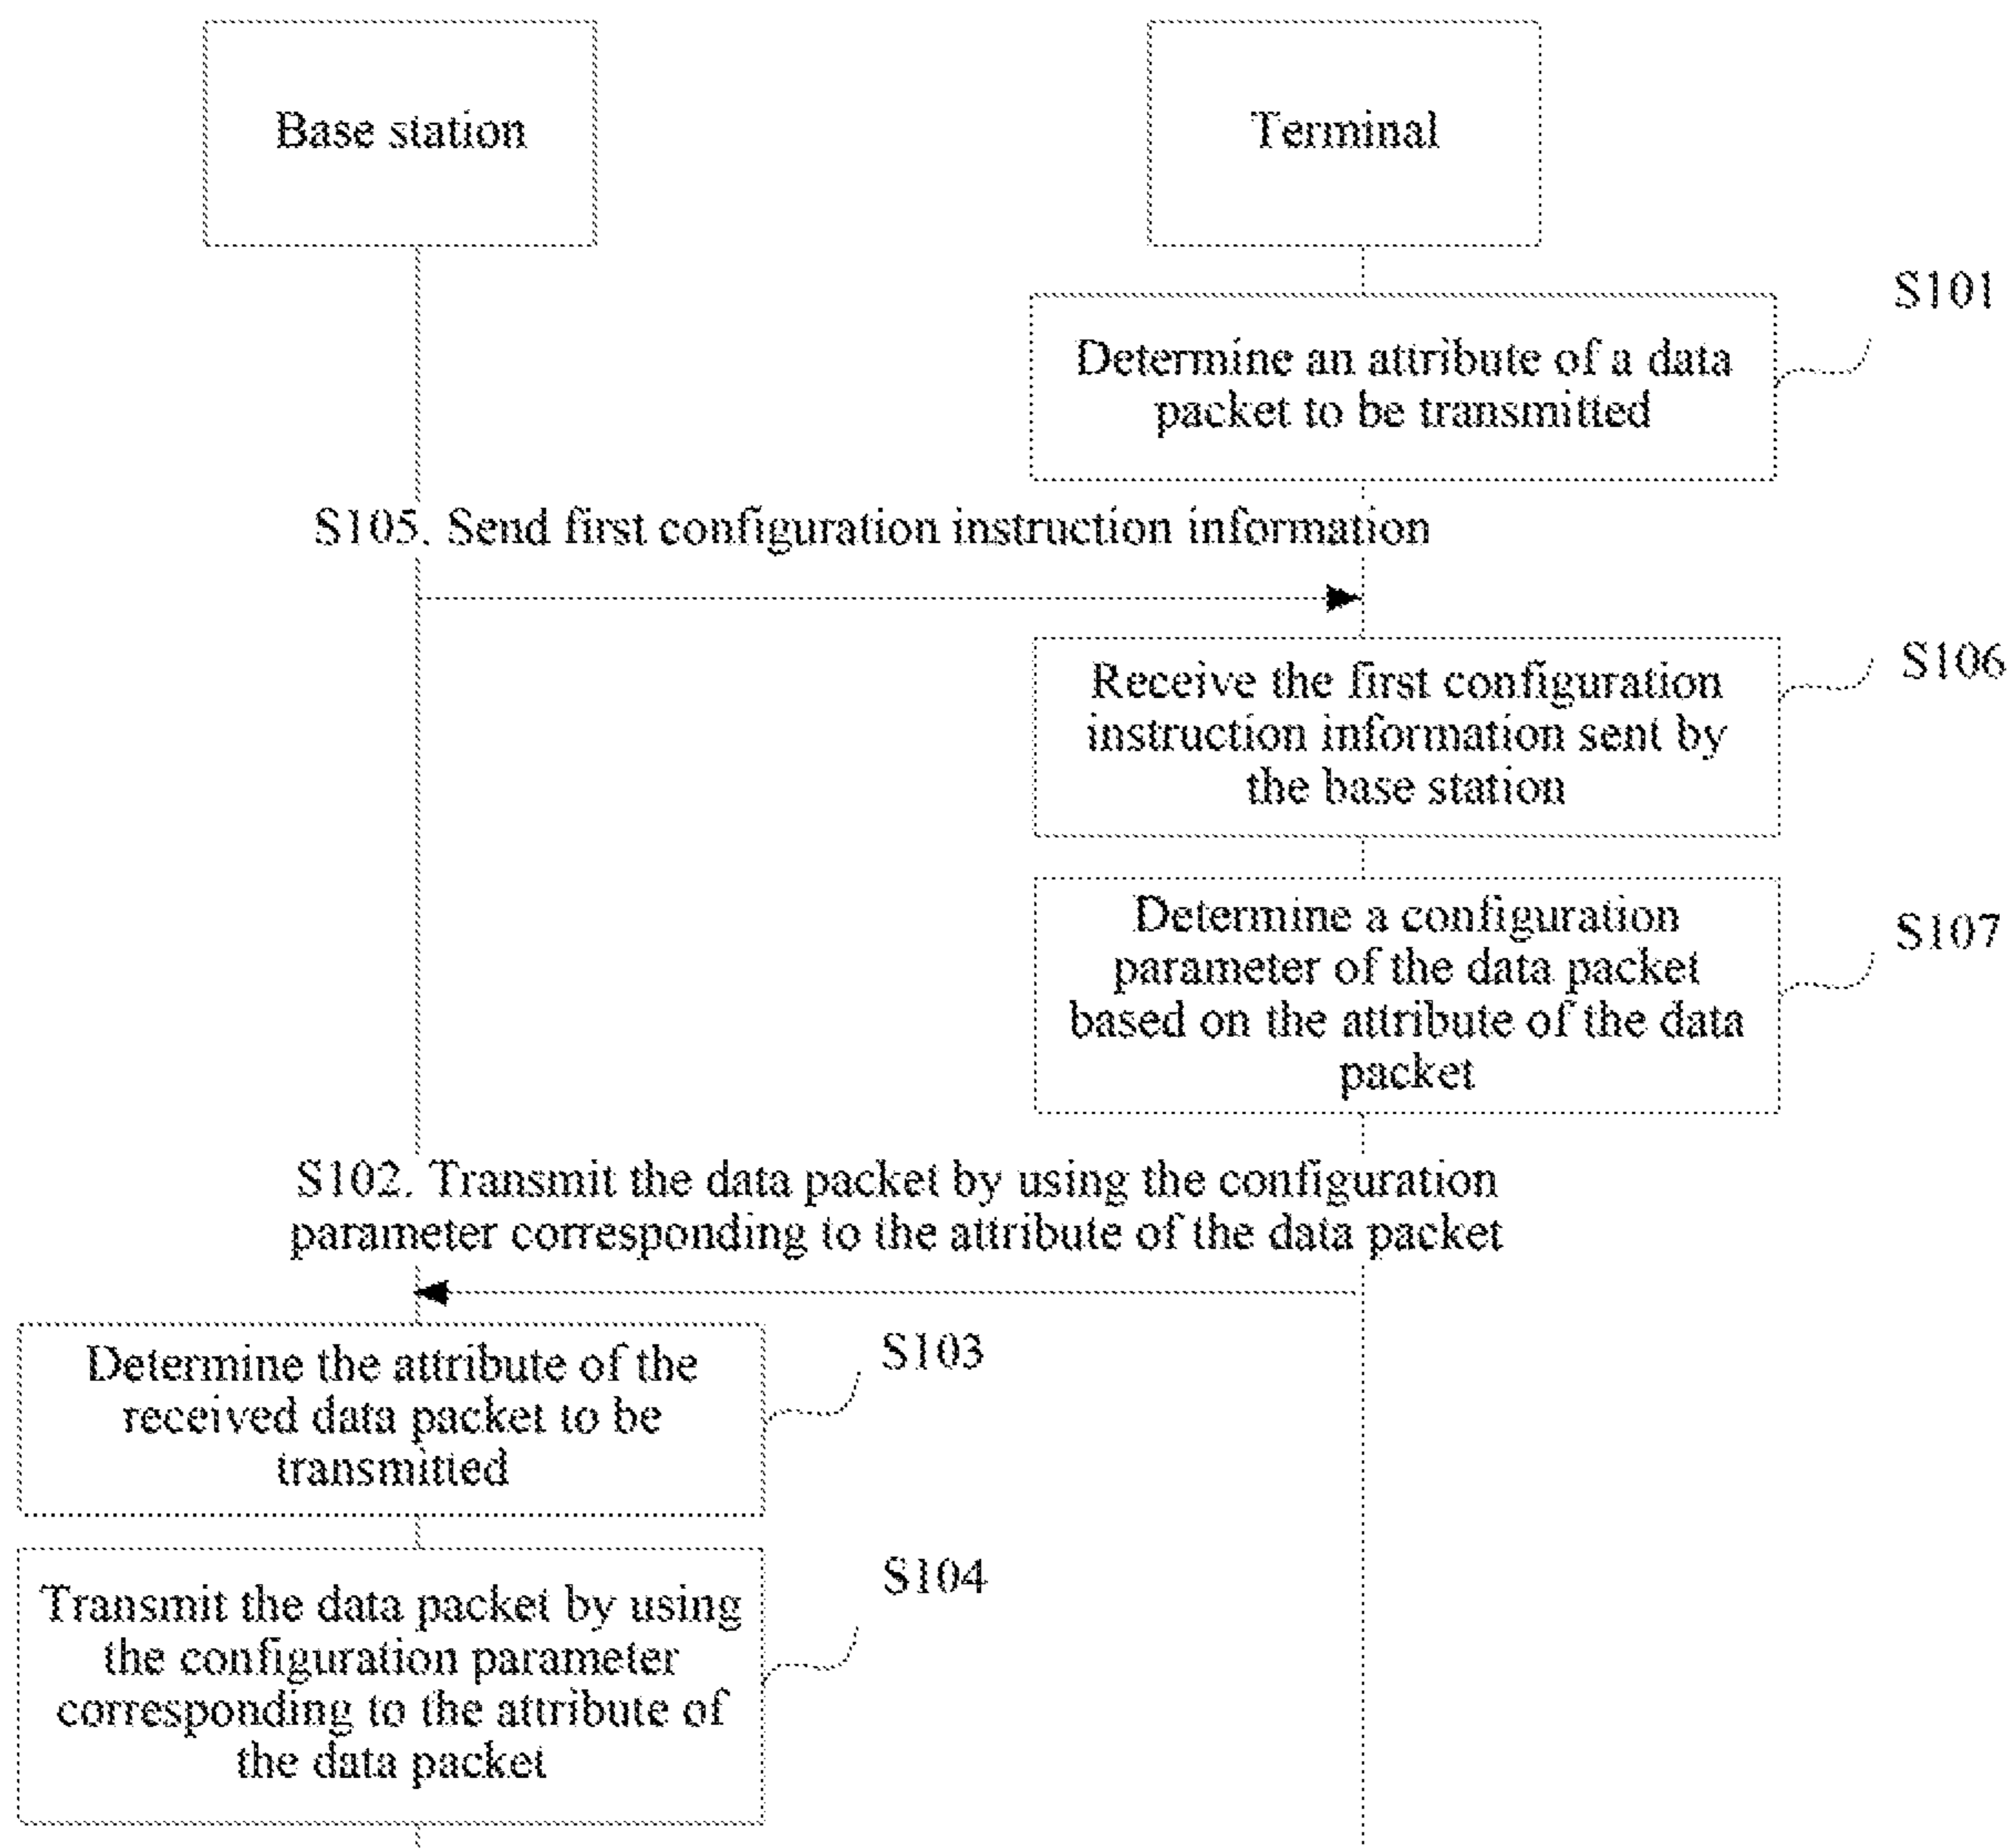 Base station
Terminal
S101
Determine an attribute of a data
packet to be transmitted
S105. Send first configuration instruction information
S106
Receive the first configuration
instruction information sent by
the base station
S107
Determine a configuration
parameter of the data packet
based on the attribute of the data
packet
S102. Transmit the data packet by using the configuration
parameter corresponding to the attribute of the data packet
S103
Determine the attribute of the
received data packet to be
transmitted
S104
Transmit the data packet by using
the configuration parameter
corresponding to the attribute of
the data packet